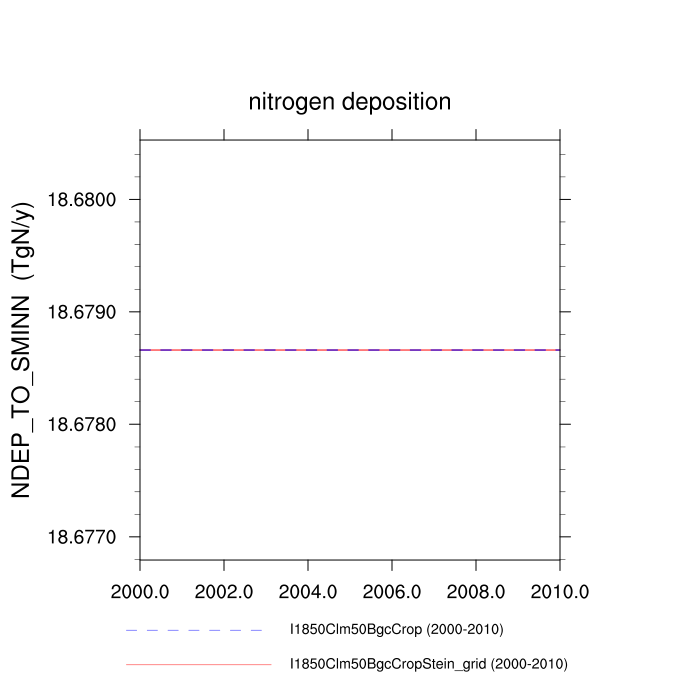 nitrogen deposition
NDEP_TO_SMINN (TgN/y)
18.6800
18.6790
18.6780
18.6770
2000.0 2002.0 2004.0 2006.0 2008.0 2010.0
I1850Clm50BgcCrop (2000-2010)
I1850Clm50BgcCropStein_grid (2000-2010)